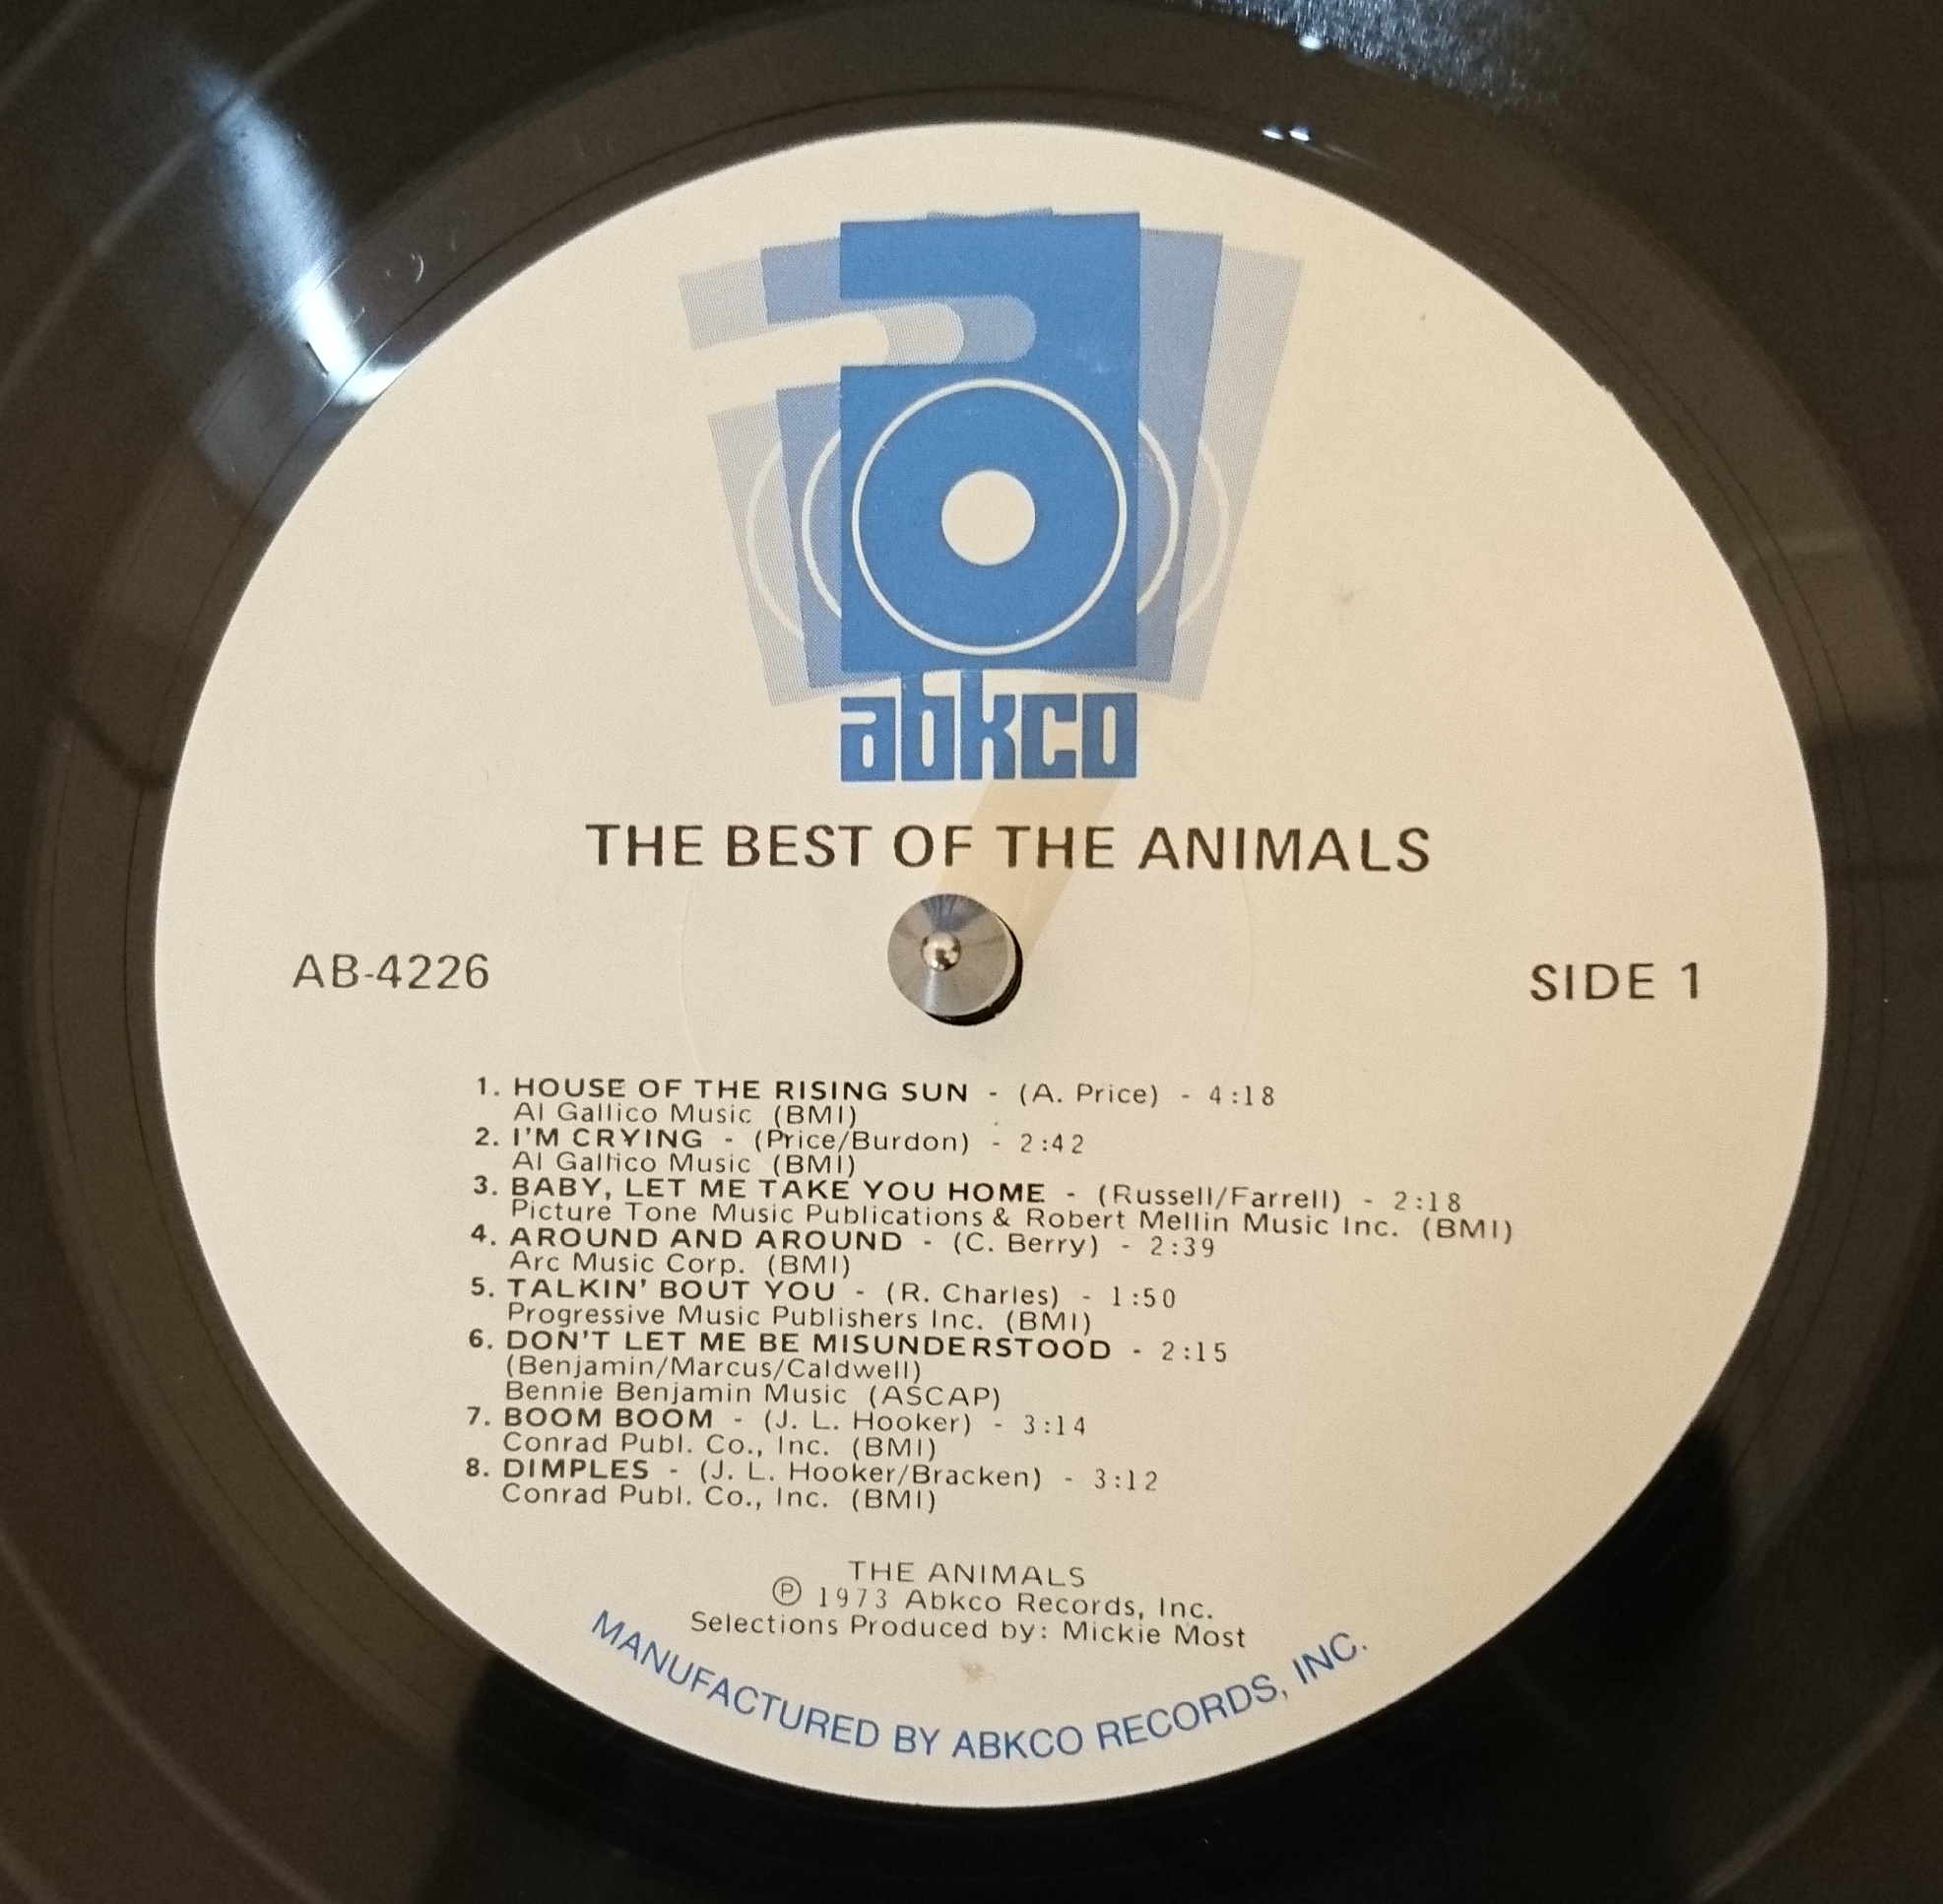 abkco
THE BEST OF THE ANIMALS
AB-4226
SIDE 1
1. HOUSE OF THE RISING SUN - (A. Price) - 4:18
Al Gallico Music (BMI)
2. I'M CRYING - (Price/Burdon) - 2:42
Al Gallico Music (BMI)
3. BABY, LET ME TAKE YOU HOME - (Russell/Farrell) - 2:18
Picture Tone Music Publications & Robert Mellin Music Inc. (BMI)
4. AROUND AND AROUND - (C. Berry) - 2:39
Arc Music Corp. (BMI)
5. TALKIN' BOUT YOU - (R. Charles) - 1:50
Progressive Music Publishers Inc. (BMI)
6. DON'T LET ME BE MISUNDERSTOOD - 2:15
(Benjamin/Marcus/Caldwell)
Bennie Benjamin Music (ASCAP)
7. BOOM BOOM - (J. L. Hooker) - 3:14
Conrad Publ. Co., Inc. (BMI)
8. DIMPLES - (J. L. Hooker/Bracken) - 3:12
Conrad Publ. Co., Inc. (BMI)
THE ANIMALS
℗ 1973 Abkco Records, Inc.
Selections Produced by: Mickie Most
MANUFACTURED BY ABKCO RECORDS, INC.